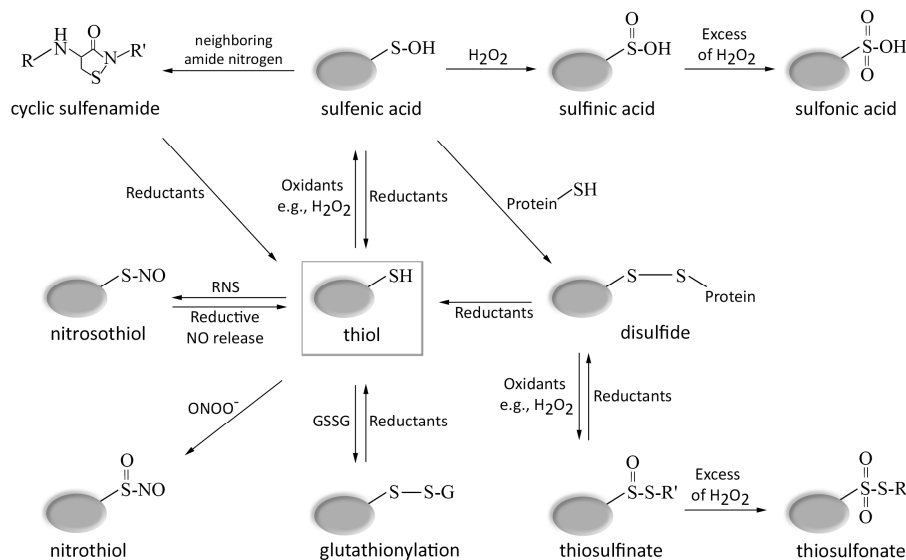 H
N
O
R
N
R'
S
cyclic sulfenamide
neighboring
amide nitrogen
S-OH
sulfenic acid
H₂O₂
O
S-OH
sulfinic acid
Excess
of H₂O₂
O
S-OH
O
sulfonic acid
Reductants
Oxidants
e.g., H₂O₂
Reductants
Protein
SH
S-NO
nitrosothiol
RNS
Reductive
NO release
SH
thiol
Reductants
S S
Protein
disulfide
ONOO⁻
GSSG
Reductants
Oxidants
e.g., H₂O₂
Reductants
O
S-NO
nitrothiol
S-S-G
glutathionylation
O
S-S-R'
thiosulfinate
Excess
of H₂O₂
O
S-S-R
O
thiosulfonate